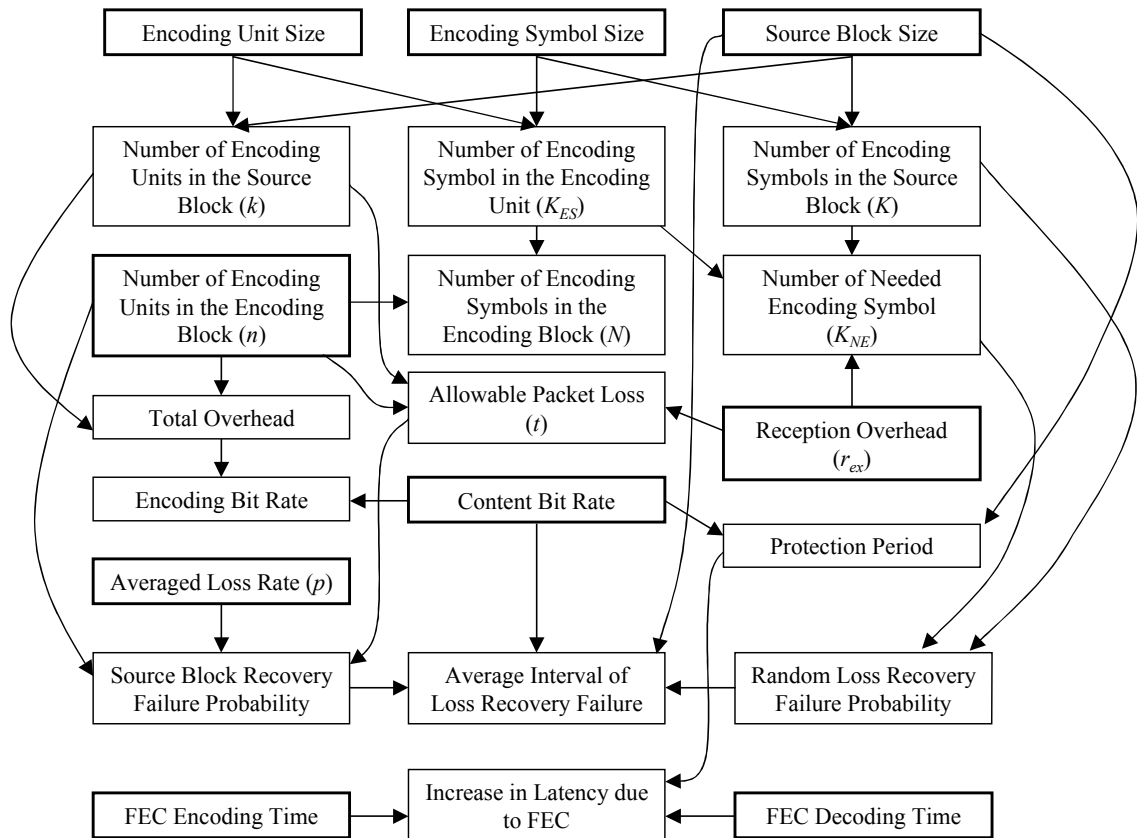 Encoding Unit Size
Encoding Symbol Size
Source Block Size
Number of Encoding
Units in the Source
Block (k)
Number of Encoding
Symbol in the Encoding
Unit (K_ES)
Number of Encoding
Symbols in the Source
Block (K)
Number of Encoding
Units in the Encoding
Block (n)
Number of Encoding
Symbols in the
Encoding Block (N)
Number of Needed
Encoding Symbol
(K_NE)
Total Overhead
Allowable Packet Loss
(t)
Reception Overhead
(r_ex)
Encoding Bit Rate
Content Bit Rate
Protection Period
Averaged Loss Rate (p)
Source Block Recovery
Failure Probability
Average Interval of
Loss Recovery Failure
Random Loss Recovery
Failure Probability
FEC Encoding Time
Increase in Latency due
to FEC
FEC Decoding Time